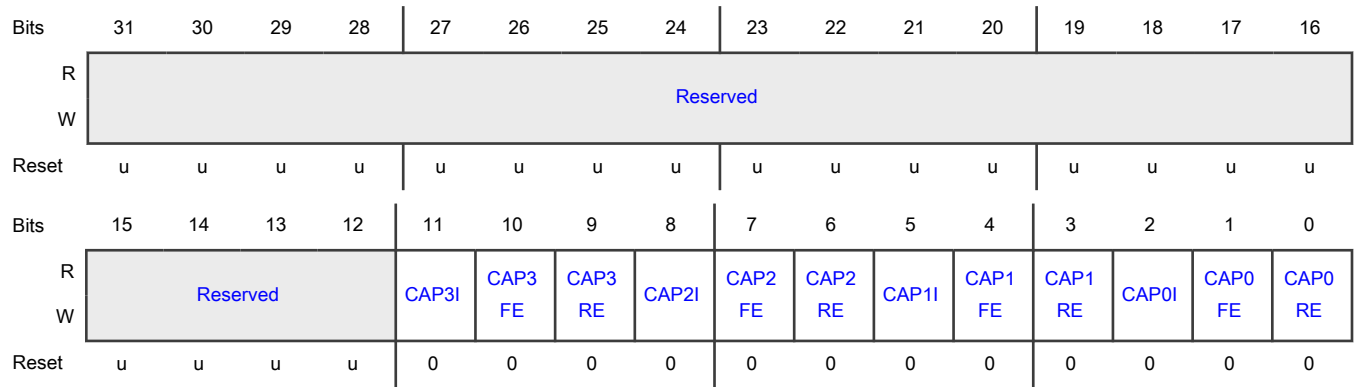 Bits 31 30 29 28 27 26 25 24 23 22 21 20 19 18 17 16
R
Reserved
W
Reset u u u u u u u u u u u u u u u u
Bits 15 14 13 12 11 10 9 8 7 6 5 4 3 2 1 0
R
Reserved CAP3I CAP3 FE CAP3 RE CAP2I CAP2 FE CAP2 RE CAP1I CAP1 FE CAP1 RE CAP0I CAP0 FE CAP0 RE
W
Reset u u u u 0 0 0 0 0 0 0 0 0 0 0 0